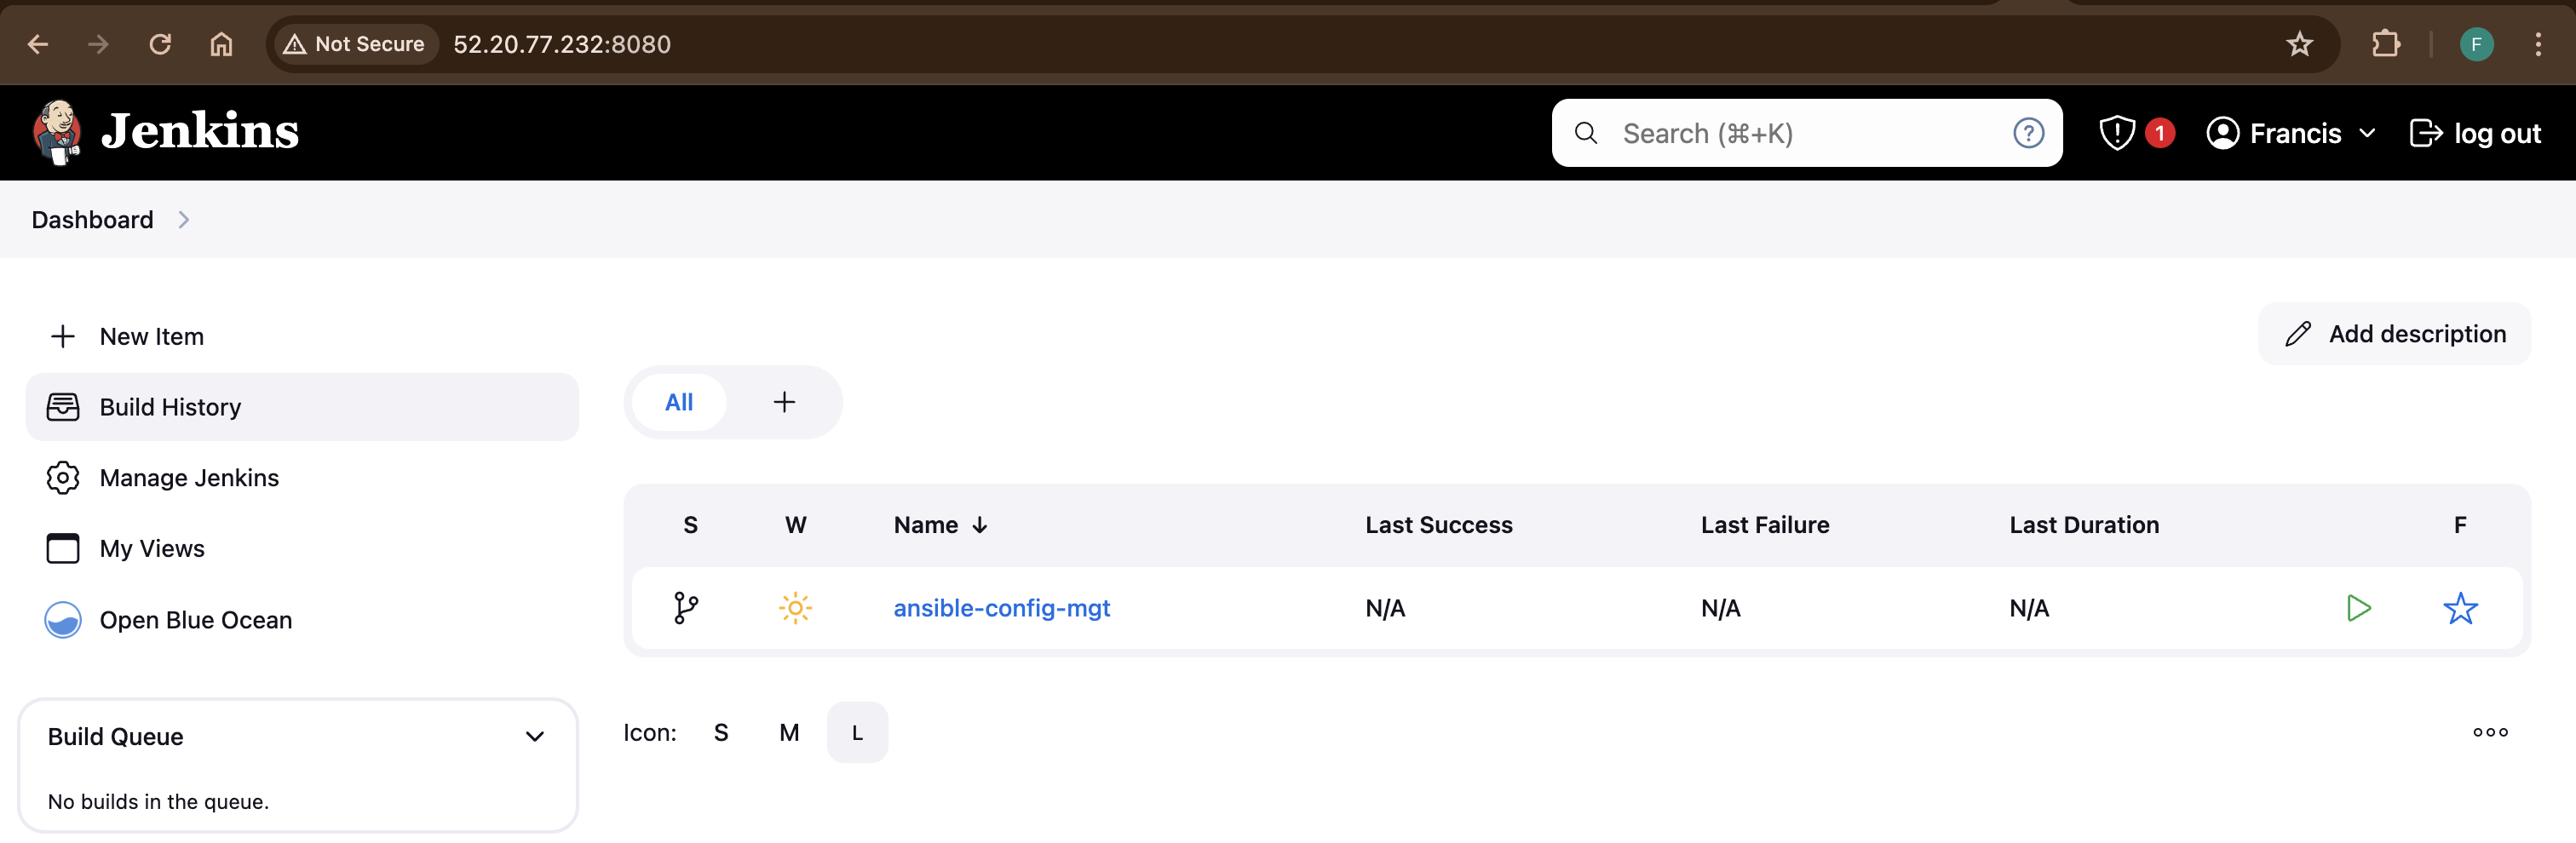 Not Secure 52.20.77.232:8080 F
Jenkins Search (⌘+K) ? 1 Francis log out
Dashboard
New Item
Add description
Build History
All +
Manage Jenkins
My Views
Open Blue Ocean
S W Name ↓ Last Success Last Failure Last Duration F
ansible-config-mgt N/A N/A N/A
Build Queue
No builds in the queue.
Icon: S M L